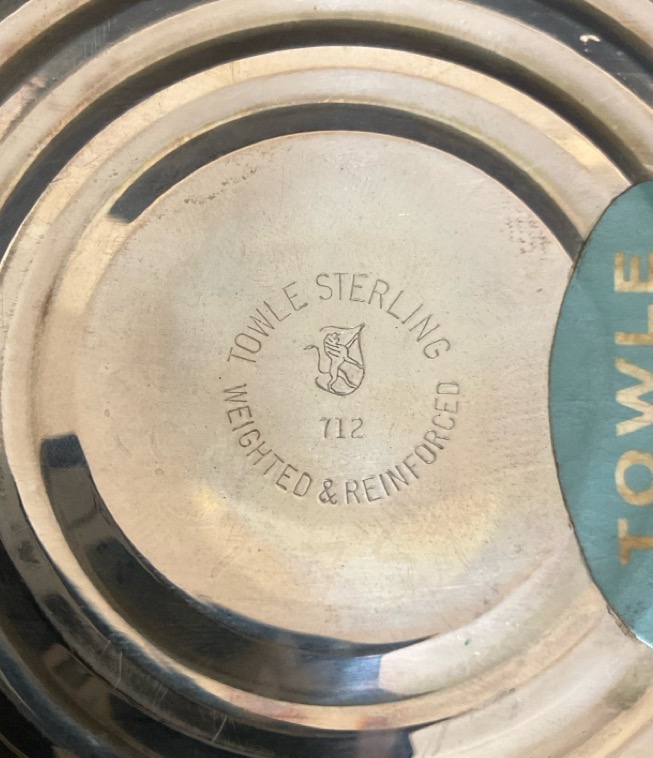 TOWLE STERLING
712
WEIGHTED & REINFORCED
TOWLE